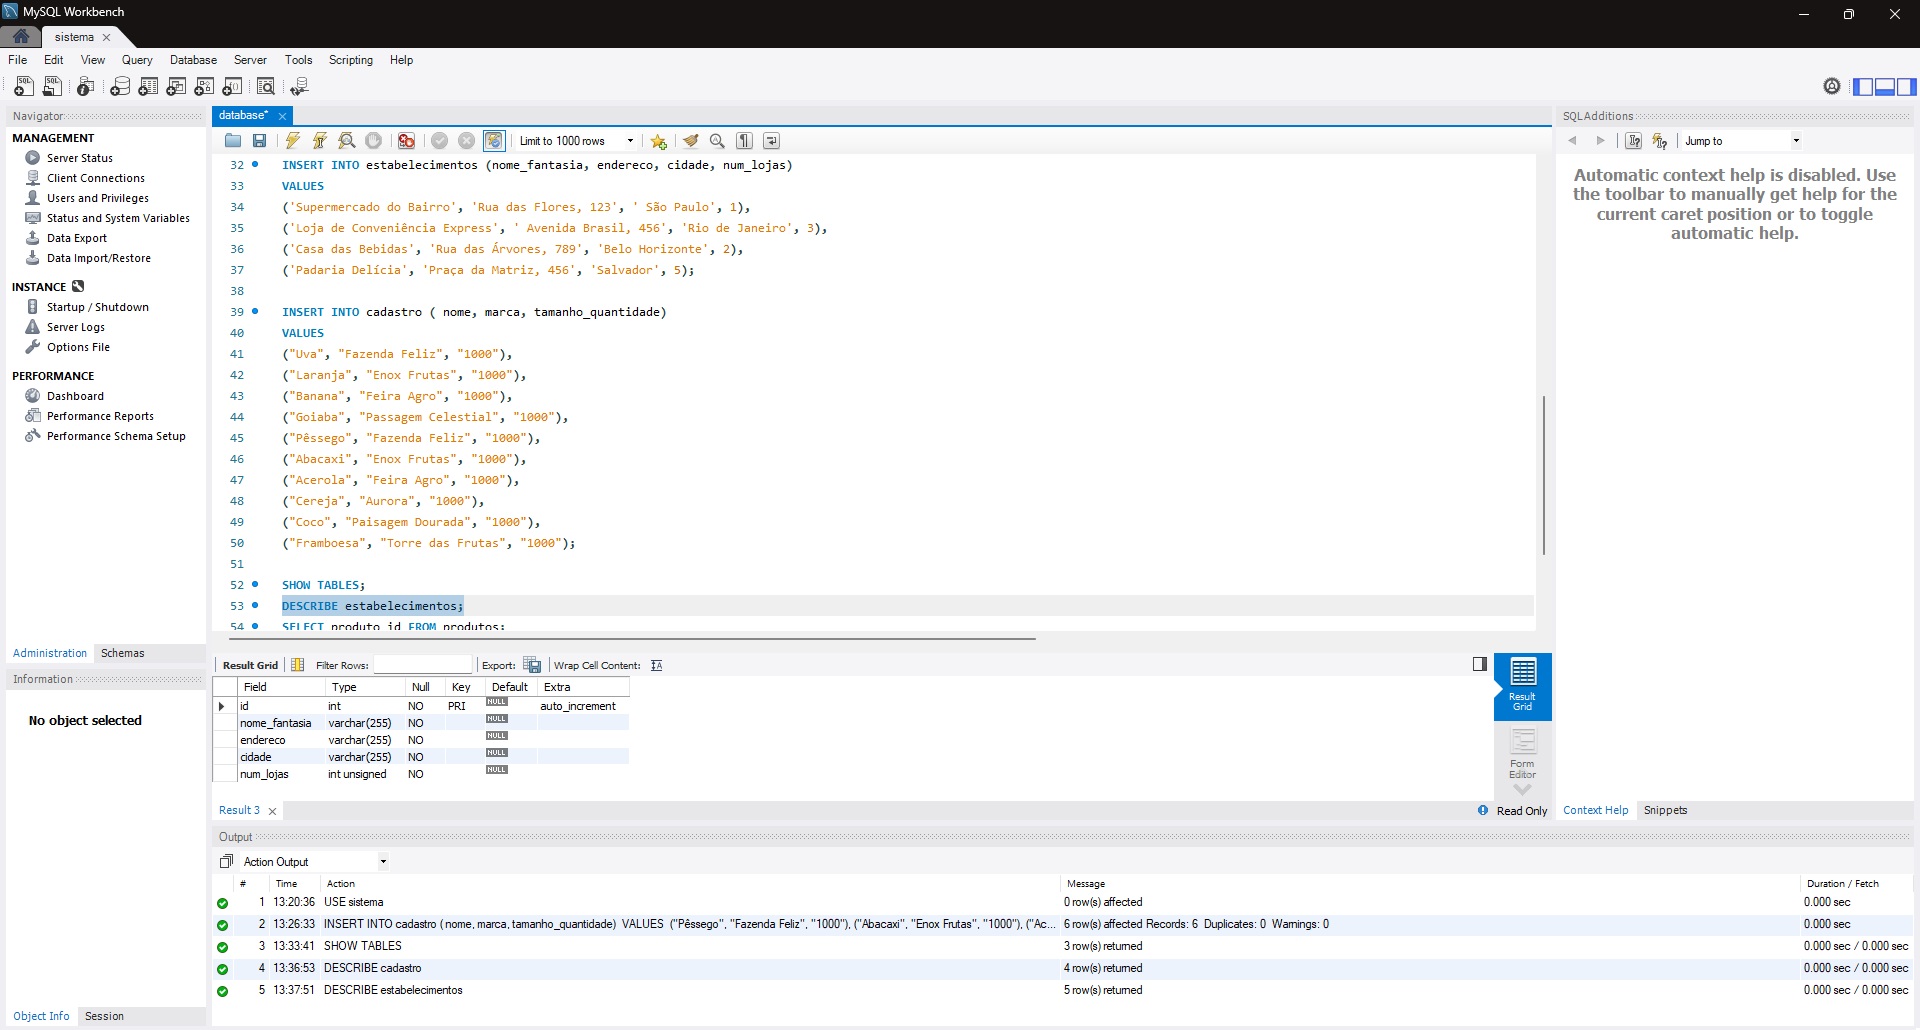 MySQL Workbench
sistema
File Edit View Query Database Server Tools Scripting Help
Navigator
MANAGEMENT
Server Status
Client Connections
Users and Privileges
Status and System Variables
Data Export
Data Import/Restore
INSTANCE
Startup / Shutdown
Server Logs
Options File
PERFORMANCE
Dashboard
Performance Reports
Performance Schema Setup
Administration Schemas
Information
No object selected
Object Info Session
database*
Limit to 1000 rows
32 INSERT INTO estabelecimentos (nome_fantasia, endereco, cidade, num_lojas)
33 VALUES
34 ('Supermercado do Bairro', 'Rua das Flores, 123', ' São Paulo', 1),
35 ('Loja de Conveniência Express', ' Avenida Brasil, 456', 'Rio de Janeiro', 3),
36 ('Casa das Bebidas', 'Rua das Árvores, 789', 'Belo Horizonte', 2),
37 ('Padaria Delícia', 'Praça da Matriz, 456', 'Salvador', 5);
38
39 INSERT INTO cadastro ( nome, marca, tamanho_quantidade)
40 VALUES
41 ("Uva", "Fazenda Feliz", "1000"),
42 ("Laranja", "Enox Frutas", "1000"),
43 ("Banana", "Feira Agro", "1000"),
44 ("Goiaba", "Passagem Celestial", "1000"),
45 ("Pêssego", "Fazenda Feliz", "1000"),
46 ("Abacaxi", "Enox Frutas", "1000"),
47 ("Acerola", "Feira Agro", "1000"),
48 ("Cereja", "Aurora", "1000"),
49 ("Coco", "Paisagem Dourada", "1000"),
50 ("Framboesa", "Torre das Frutas", "1000");
51
52 SHOW TABLES;
53 DESCRIBE estabelecimentos;
54 SELECT produto_id FROM produtos;
Result Grid Filter Rows: Export: Wrap Cell Content:
Field Type Null Key Default Extra
id int NO PRI NULL auto_increment
nome_fantasia varchar(255) NO NULL
endereco varchar(255) NO NULL
cidade varchar(255) NO NULL
num_lojas int unsigned NO NULL
Result Grid
Form Editor
Result 3
Read Only
SQLAdditions
Jump to
Automatic context help is disabled. Use
the toolbar to manually get help for the
current caret position or to toggle
automatic help.
Context Help Snippets
Output
Action Output
# Time Action Message Duration / Fetch
1 13:20:36 USE sistema 0 row(s) affected 0.000 sec
2 13:26:33 INSERT INTO cadastro ( nome, marca, tamanho_quantidade) VALUES ("Pêssego", "Fazenda Feliz", "1000"), ("Abacaxi", "Enox Frutas", "1000"), ("Ac... 6 row(s) affected Records: 6 Duplicates: 0 Warnings: 0 0.000 sec
3 13:33:41 SHOW TABLES 3 row(s) returned 0.000 sec / 0.000 sec
4 13:36:53 DESCRIBE cadastro 4 row(s) returned 0.000 sec / 0.000 sec
5 13:37:51 DESCRIBE estabelecimentos 5 row(s) returned 0.000 sec / 0.000 sec